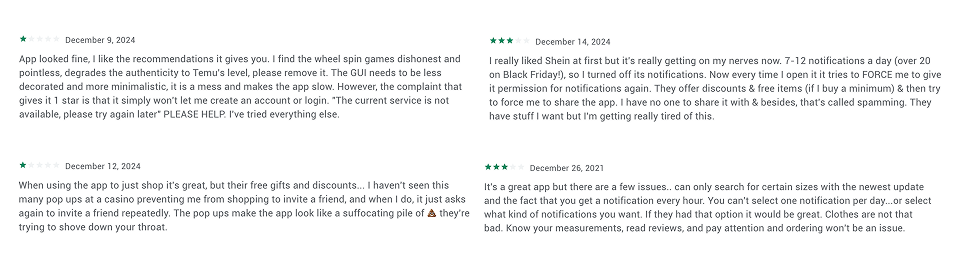 December 9, 2024
App looked fine, I like the recommendations it gives you. I find the wheel spin games dishonest and
pointless, degrades the authenticity to Temu's level, please remove it. The GUI needs to be less
decorated and more minimalistic, it is a mess and makes the app slow. However, the complaint that
gives it 1 star is that it simply won't let me create an account or login. "The current service is not
available, please try again later" PLEASE HELP. I've tried everything else.
December 12, 2024
When using the app to just shop it's great, but their free gifts and discounts... I haven't seen this
many pop ups at a casino preventing me from shopping to invite a friend, and when I do, it just asks
again to invite a friend repeatedly. The pop ups make the app look like a suffocating pile of 💩 they're
trying to shove down your throat.
December 14, 2024
I really liked Shein at first but it's really getting on my nerves now. 7-12 notifications a day (over 20
on Black Friday!), so I turned off its notifications. Now every time I open it it tries to FORCE me to give
it permission for notifications again. They offer discounts & free items (if I buy a minimum) & then try
to force me to share the app. I have no one to share it with & besides, that's called spamming. They
have stuff I want but I'm getting really tired of this.
December 26, 2021
It's a great app but there are a few issues.. can only search for certain sizes with the newest update
and the fact that you get a notification every hour. You can't select one notification per day...or select
what kind of notifications you want. If they had that option it would be great. Clothes are not that
bad. Know your measurements, read reviews, and pay attention and ordering won't be an issue.